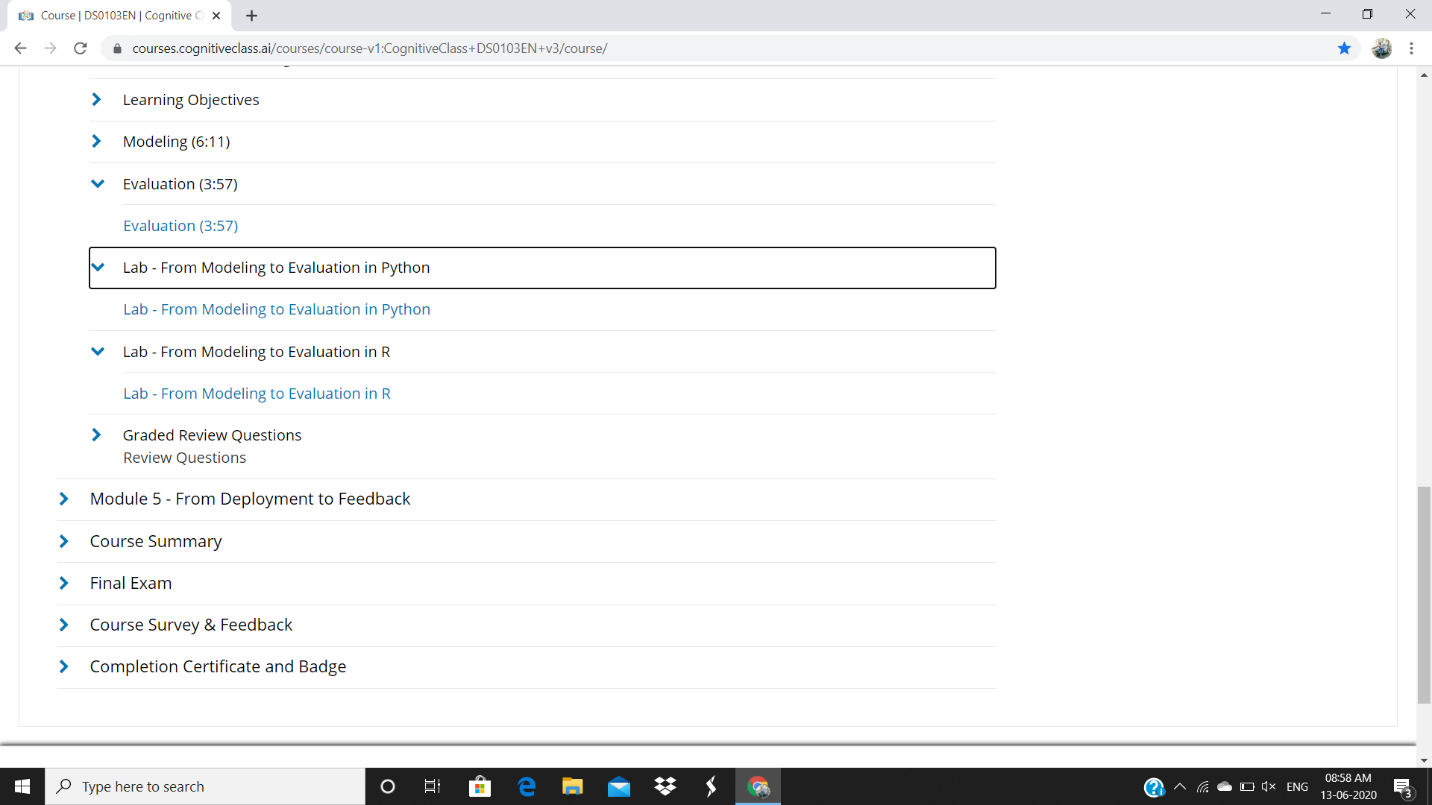 Course | DS0103EN | Cognitive C
courses.cognitiveclass.ai/courses/course-v1:CognitiveClass+DS0103EN+v3/course/
Learning Objectives
Modeling (6:11)
Evaluation (3:57)
Evaluation (3:57)
Lab - From Modeling to Evaluation in Python
Lab - From Modeling to Evaluation in Python
Lab - From Modeling to Evaluation in R
Lab - From Modeling to Evaluation in R
Graded Review Questions
Review Questions
Module 5 - From Deployment to Feedback
Course Summary
Final Exam
Course Survey & Feedback
Completion Certificate and Badge
Type here to search
ENG
08:58 AM
13-06-2020
3